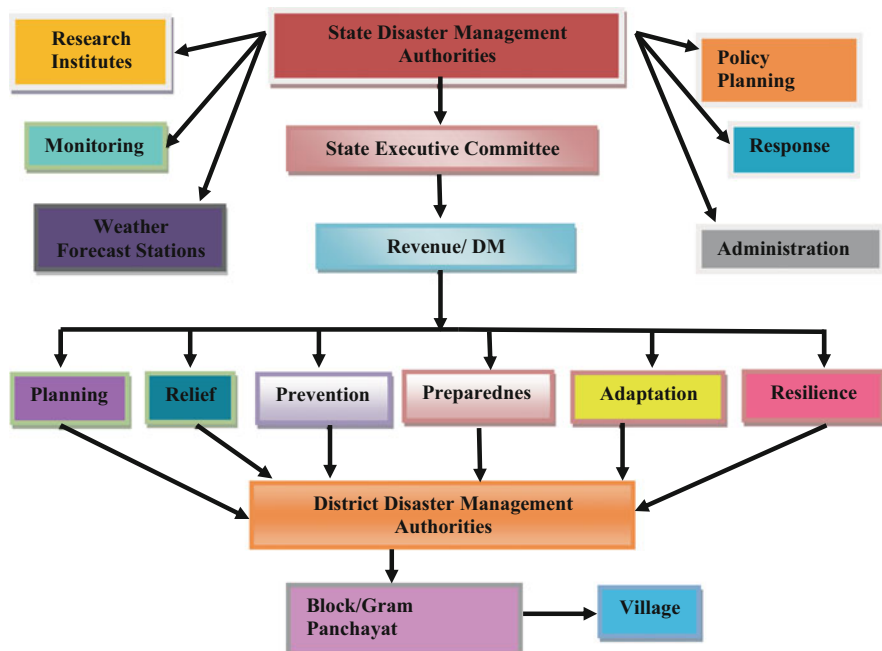 Research
Institutes
State Disaster Management
Authorities
Policy
Planning
Monitoring
State Executive Committee
Response
Weather
Forecast Stations
Revenue/ DM
Administration
Planning
Relief
Prevention
Preparednes
Adaptation
Resilience
District Disaster Management
Authorities
Block/Gram
Panchayat
Village